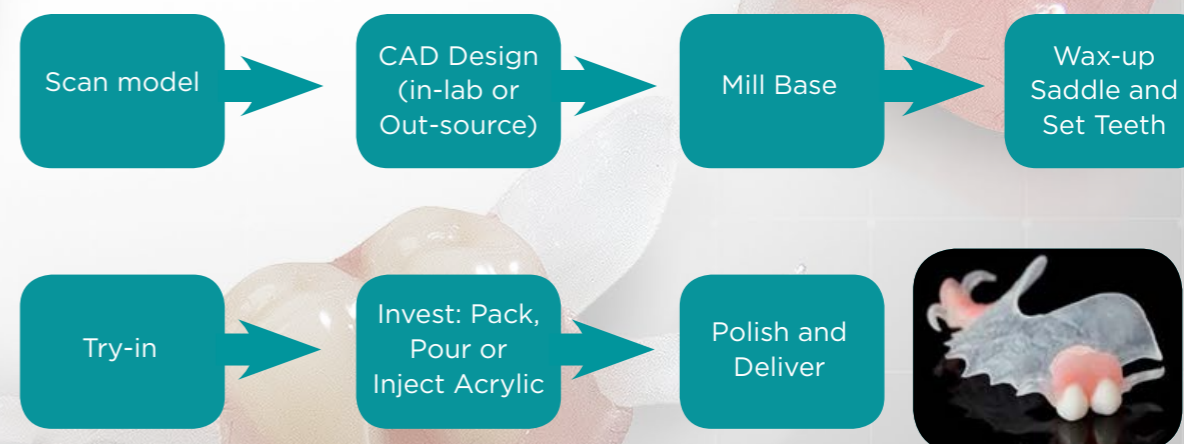 Scan model
CAD Design
(in-lab or
Out-source)
Mill Base
Wax-up
Saddle and
Set Teeth
Try-in
Invest: Pack,
Pour or
Inject Acrylic
Polish and
Deliver